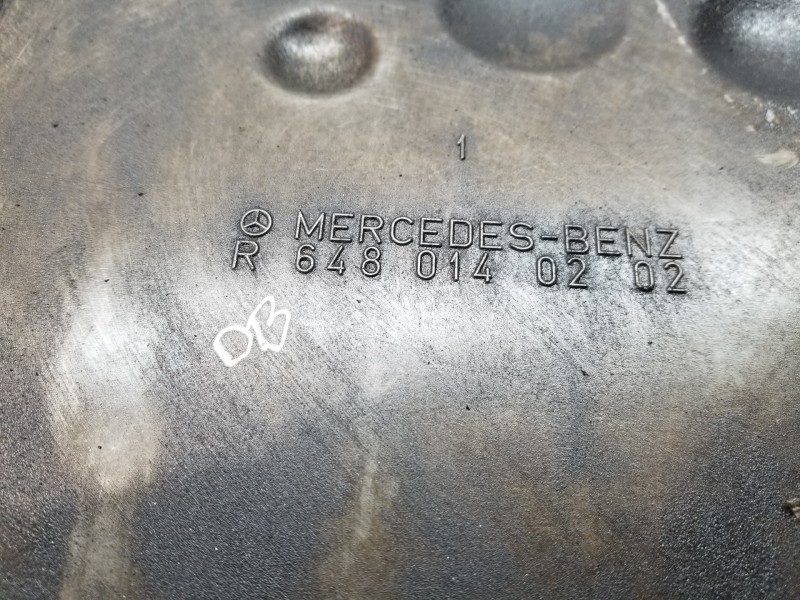 1
MERCEDES-BENZ
R 648 014 02 02
DB